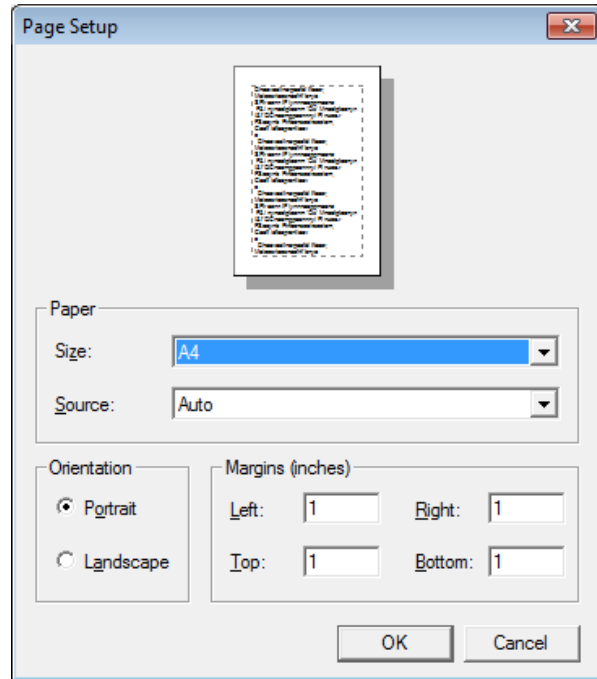 Page Setup
Paper
Size: A4
Source: Auto
Orientation
Portrait
Landscape
Margins (inches)
Left: 1 Right: 1
Top: 1 Bottom: 1
OK Cancel